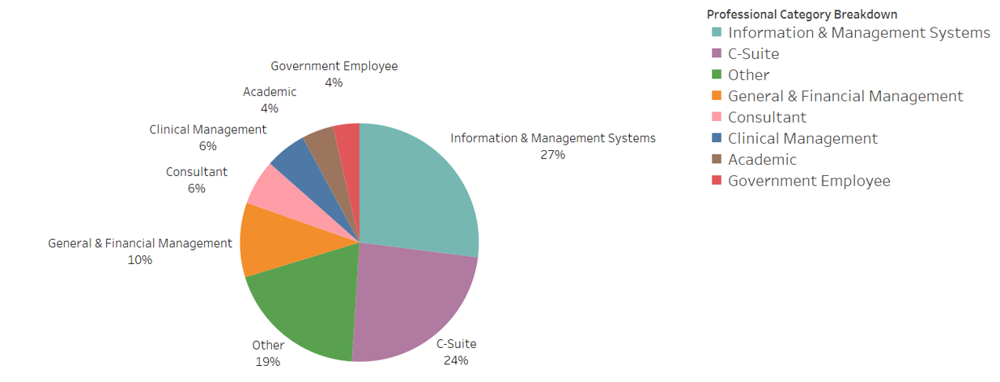 Professional Category Breakdown
Information & Management Systems
C-Suite
Other
General & Financial Management
Consultant
Clinical Management
Academic
Government Employee
Government Employee
4%
Academic
4%
Clinical Management
6%
Consultant
6%
General & Financial Management
10%
Other
19%
C-Suite
24%
Information & Management Systems
27%